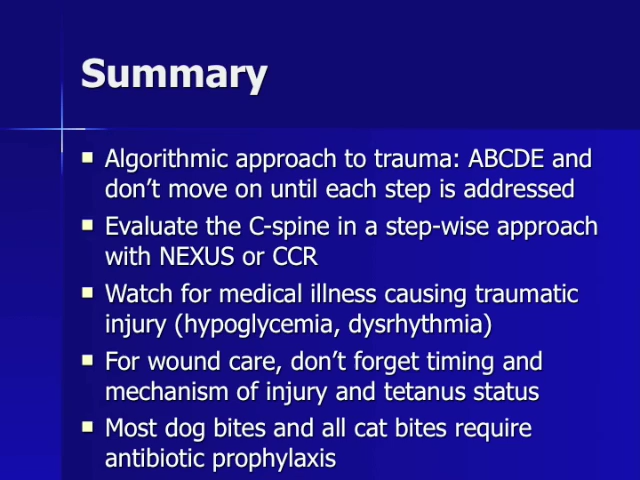 Summary
Algorithmic approach to trauma: ABCDE and
don’t move on until each step is addressed
Evaluate the C-spine in a step-wise approach
with NEXUS or CCR
Watch for medical illness causing traumatic
injury (hypoglycemia, dysrhythmia)
For wound care, don’t forget timing and
mechanism of injury and tetanus status
Most dog bites and all cat bites require
antibiotic prophylaxis